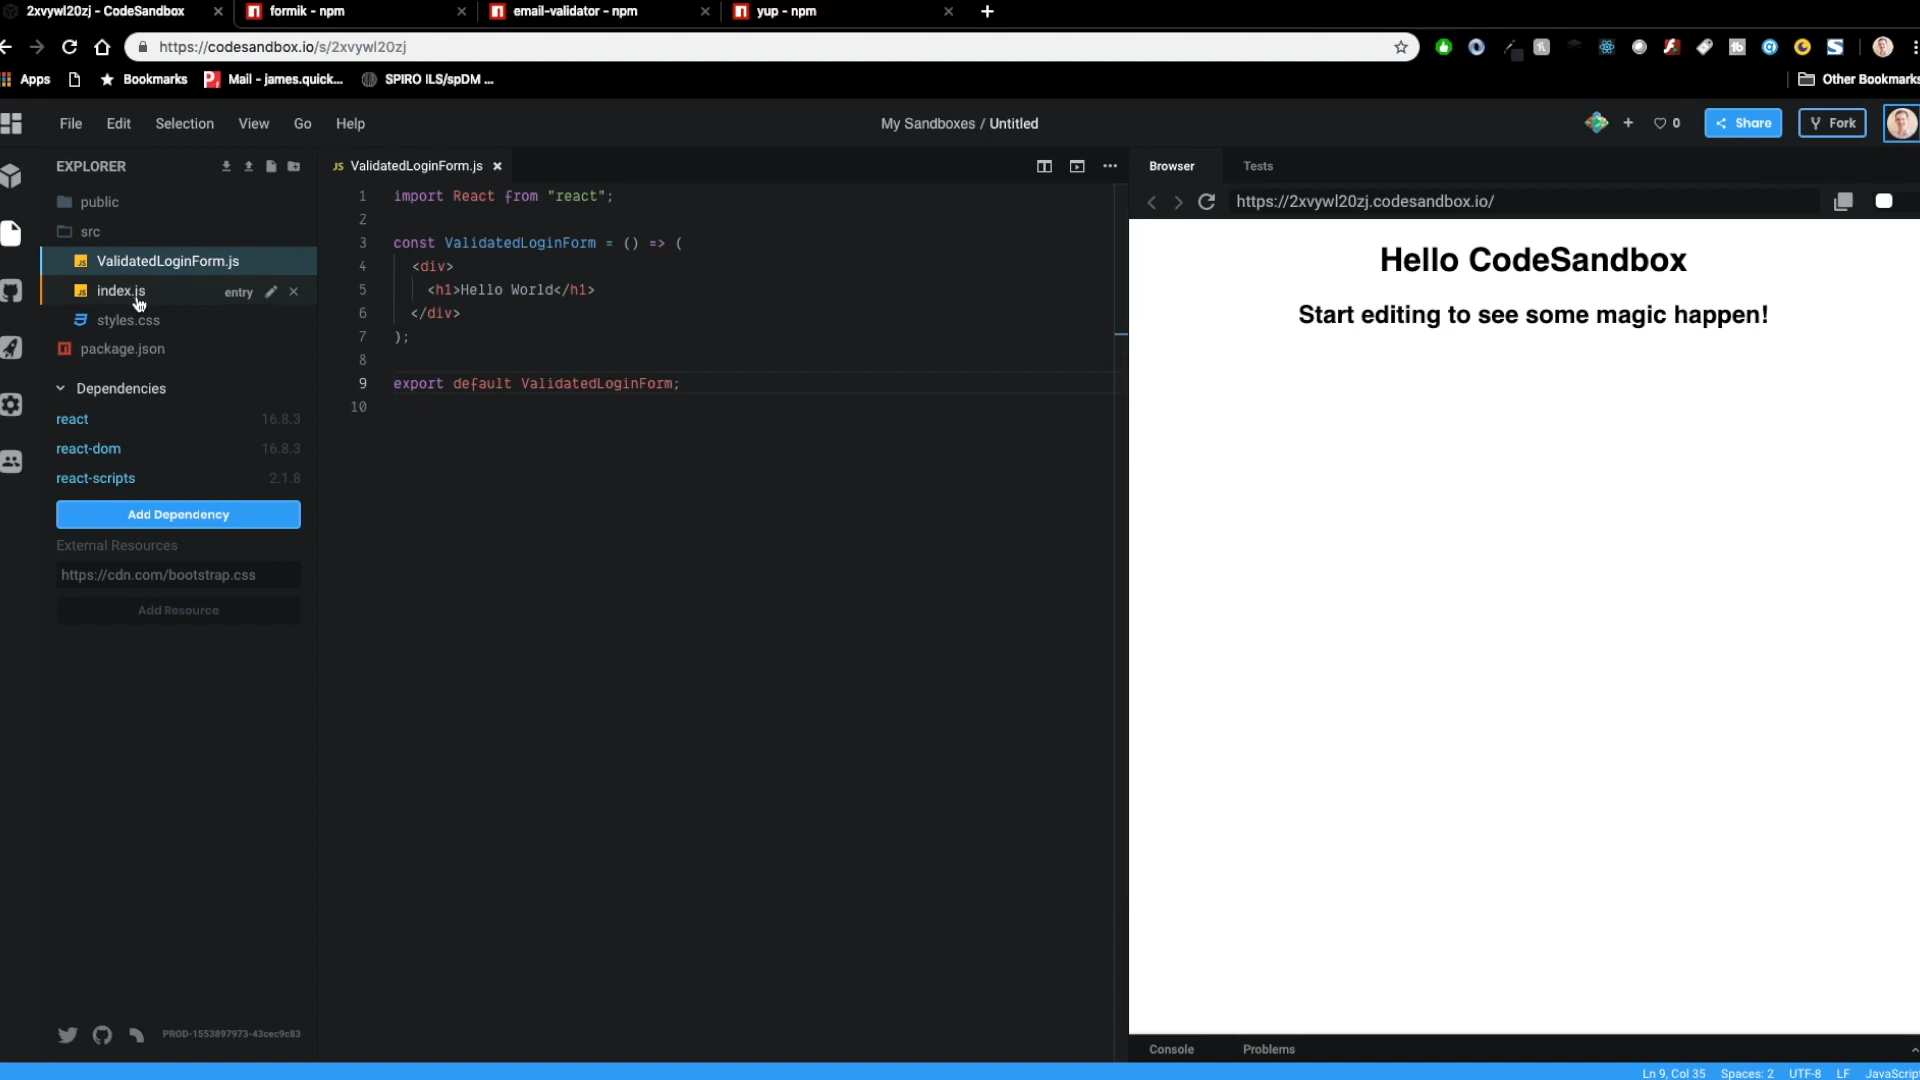 2xvywl20zj - CodeSandbox
formik - npm
email-validator - npm
yup - npm
https://codesandbox.io/s/2xvywl20zj
Apps
Bookmarks
Mail - james.quick...
SPIRO ILS/spDM ...
Other Bookmarks
File Edit Selection View Go Help
My Sandboxes / Untitled
0
Share
Fork
EXPLORER
public
src
ValidatedLoginForm.js
index.js
entry
styles.css
package.json
Dependencies
react 16.8.3
react-dom 16.8.3
react-scripts 2.1.8
Add Dependency
External Resources
https://cdn.com/bootstrap.css
Add Resource
PROD-1553897973-43cec9c83
JS ValidatedLoginForm.js
1 import React from "react";
2
3 const ValidatedLoginForm = () => (
4 <div>
5 <h1>Hello World</h1>
6 </div>
7 );
8
9 export default ValidatedLoginForm;
10
Browser Tests
https://2xvywl20zj.codesandbox.io/
Hello CodeSandbox
Start editing to see some magic happen!
Console Problems
Ln 9, Col 35 Spaces: 2 UTF-8 LF JavaScrip